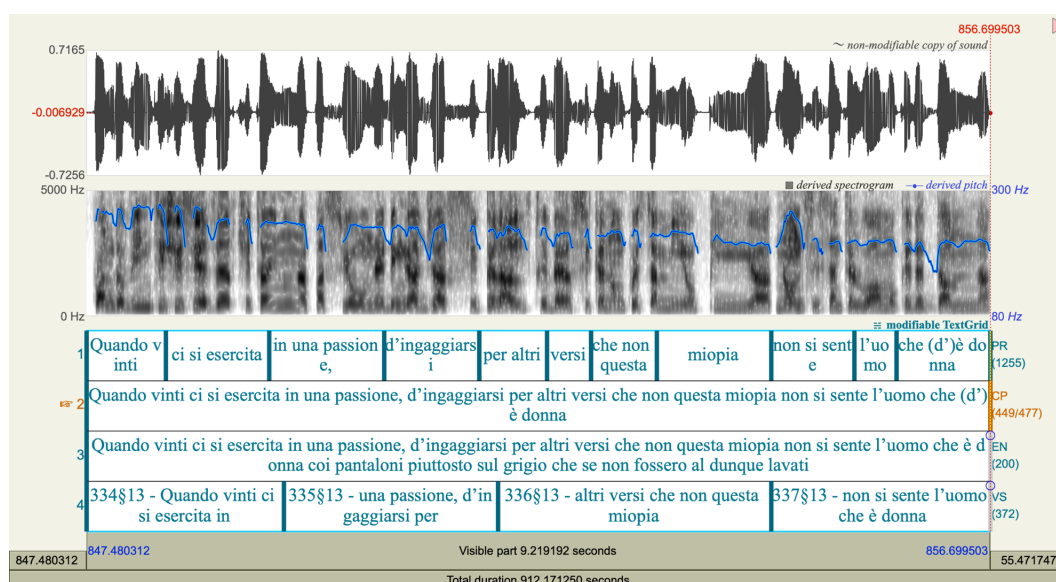 856.699503
0.7165
~ non-modifiable copy of sound
-0.006929
-0.7256
5000 Hz
derived spectrogram
derived pitch
300 Hz
0 Hz
80 Hz
modifiable TextGrid
1
Quando v
inti
ci si esercita
in una passion
e,
d’ingaggiars
i
per altri
versi
che non
questa
miopia
non si sent
e
l’uo
mo
che (d’)è do
nna
PR
(1255)
2
Quando vinti ci si esercita in una passione, d’ingaggiarsi per altri versi che non questa miopia non si sente l’uomo che (d’)
è donna
CP
(449/477)
3
Quando vinti ci si esercita in una passione, d’ingaggiarsi per altri versi che non questa miopia non si sente l’uomo che è d
onna coi pantaloni piuttosto sul grigio che se non fossero al dunque lavati
EN
(200)
4
334§13 - Quando vinti ci
si esercita in
335§13 - una passione, d’in
gaggiarsi per
336§13 - altri versi che non questa
miopia
337§13 - non si sente l’uomo
che è donna
VS
(372)
847.480312
Visible part 9.219192 seconds
856.699503
847.480312
55.471747
Total duration 912.171250 seconds